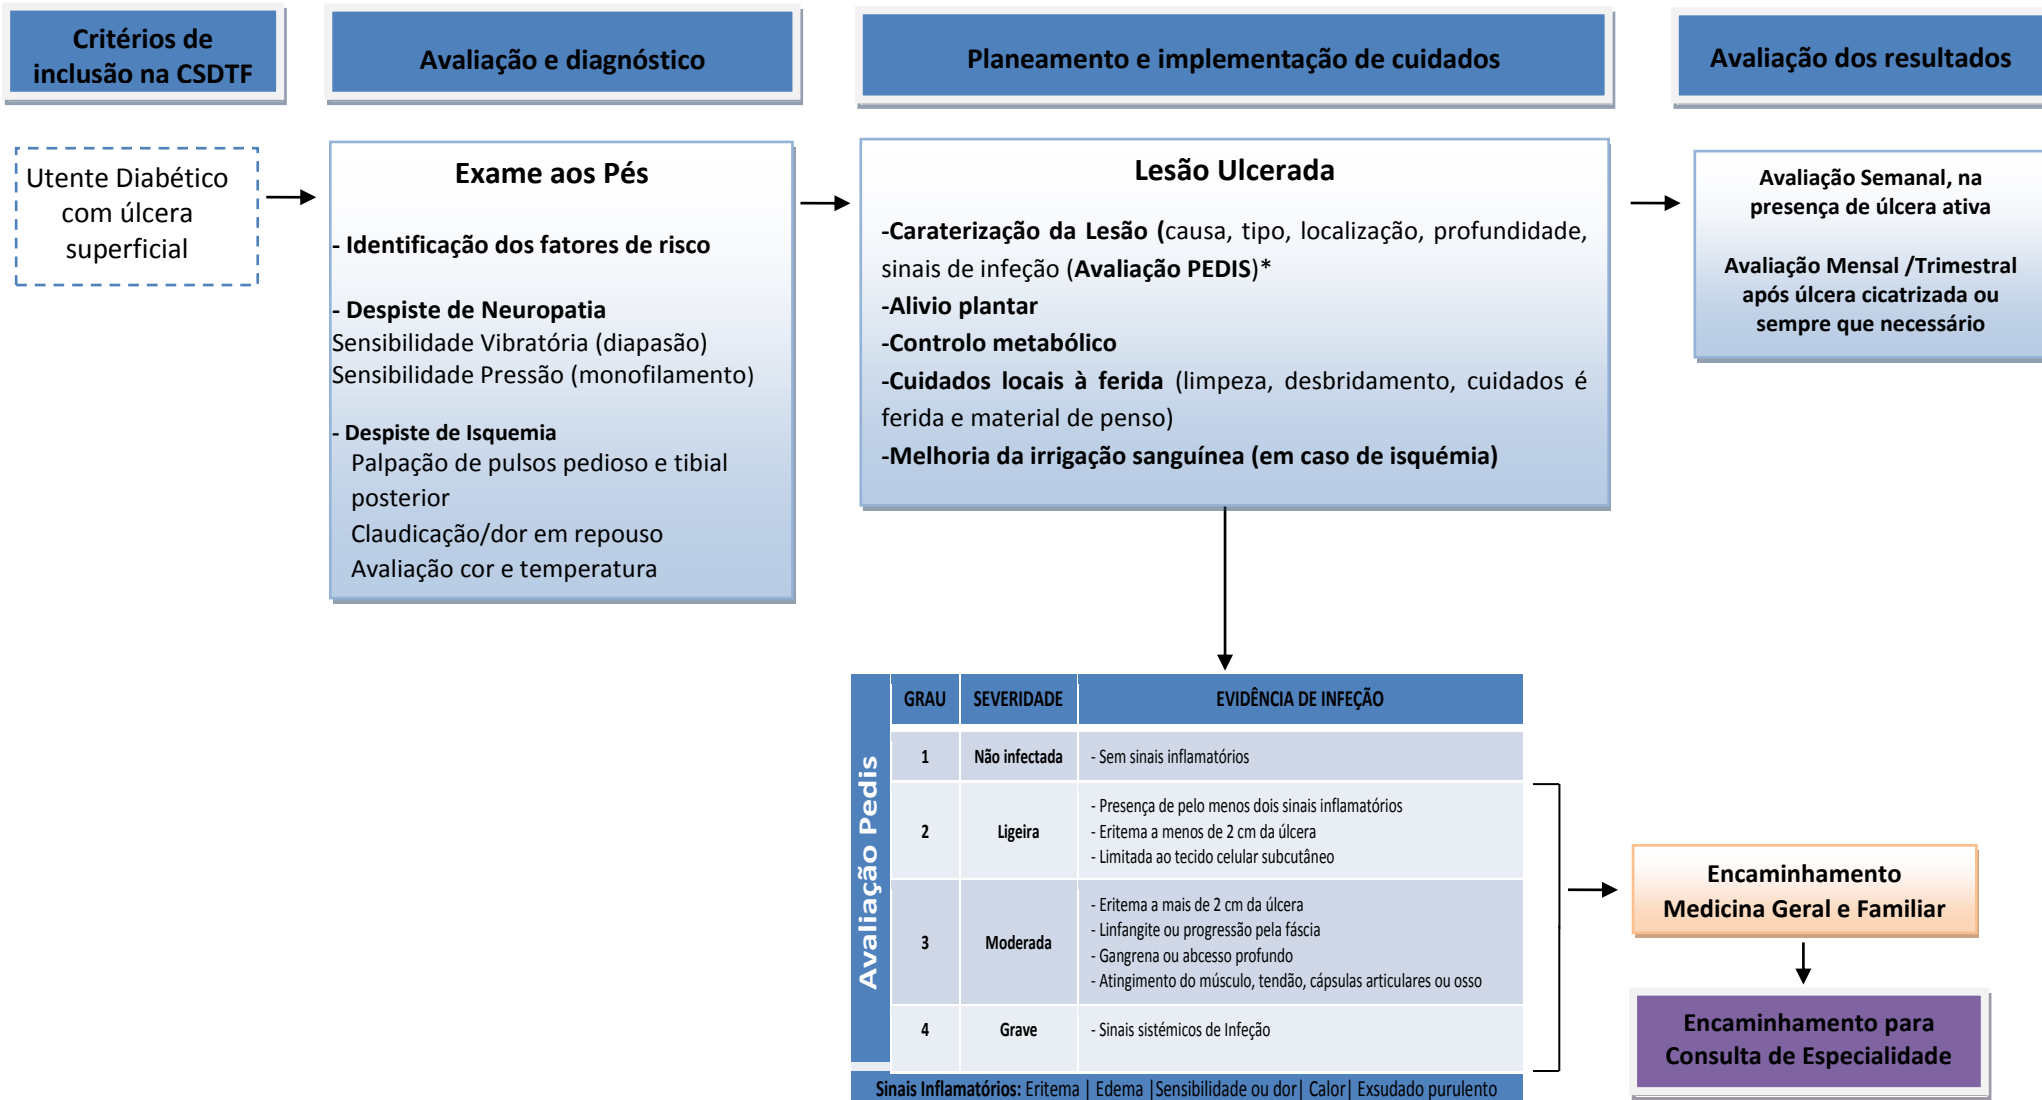 Critérios de
inclusão na CSDTF
Avaliação e diagnóstico
Planeamento e implementação de cuidados
Avaliação dos resultados
Utente Diabético
com úlcera
superficial
Exame aos Pés
- Identificação dos fatores de risco
- Despiste de Neuropatia
Sensibilidade Vibratória (diapasão)
Sensibilidade Pressão (monofilamento)
- Despiste de Isquemia
Palpação de pulsos pedioso e tibial
posterior
Claudicação/dor em repouso
Avaliação cor e temperatura
Lesão Ulcerada
-Caraterização da Lesão (causa, tipo, localização, profundidade,
sinais de infeção (Avaliação PEDIS)*
-Alivio plantar
-Controlo metabólico
-Cuidados locais à ferida (limpeza, desbridamento, cuidados é
ferida e material de penso)
-Melhoria da irrigação sanguínea (em caso de isquémia)
Avaliação Semanal, na
presença de úlcera ativa
Avaliação Mensal /Trimestral
após úlcera cicatrizada ou
sempre que necessário
Avaliação Pedis
GRAU SEVERIDADE EVIDÊNCIA DE INFEÇÃO
1 Não infectada - Sem sinais inflamatórios
- Presença de pelo menos dois sinais inflamatórios
2 Ligeira - Eritema a menos de 2 cm da úlcera
- Limitada ao tecido celular subcutâneo
- Eritema a mais de 2 cm da úlcera
- Linfangite ou progressão pela fáscia
3 Moderada - Gangrena ou abcesso profundo
- Atingimento do músculo, tendão, cápsulas articulares ou osso
4 Grave - Sinais sistémicos de Infeção
Sinais Inflamatórios: Eritema | Edema |Sensibilidade ou dor| Calor| Exsudado purulento
Encaminhamento
Medicina Geral e Familiar
Encaminhamento para
Consulta de Especialidade